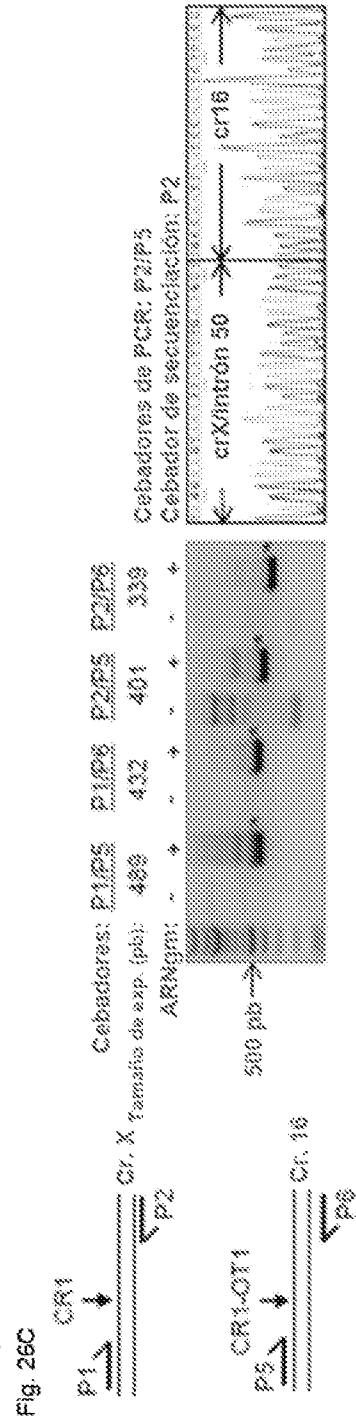 Fig. 26C
P1
CR1
Cr. X
P2
P5
CR1-OT1
Cr. 16
P6
Cebadores: P1/P5 P1/P6 P2/P5 P2/P6
Tamaño de exp. (pb): 489 432 401 339
ARNgm: - + - + - + - +
500 pb
Cebadores de PCR: P2/P5
Cebador de secuenciación: P2
crX/Intrón 50
cr16